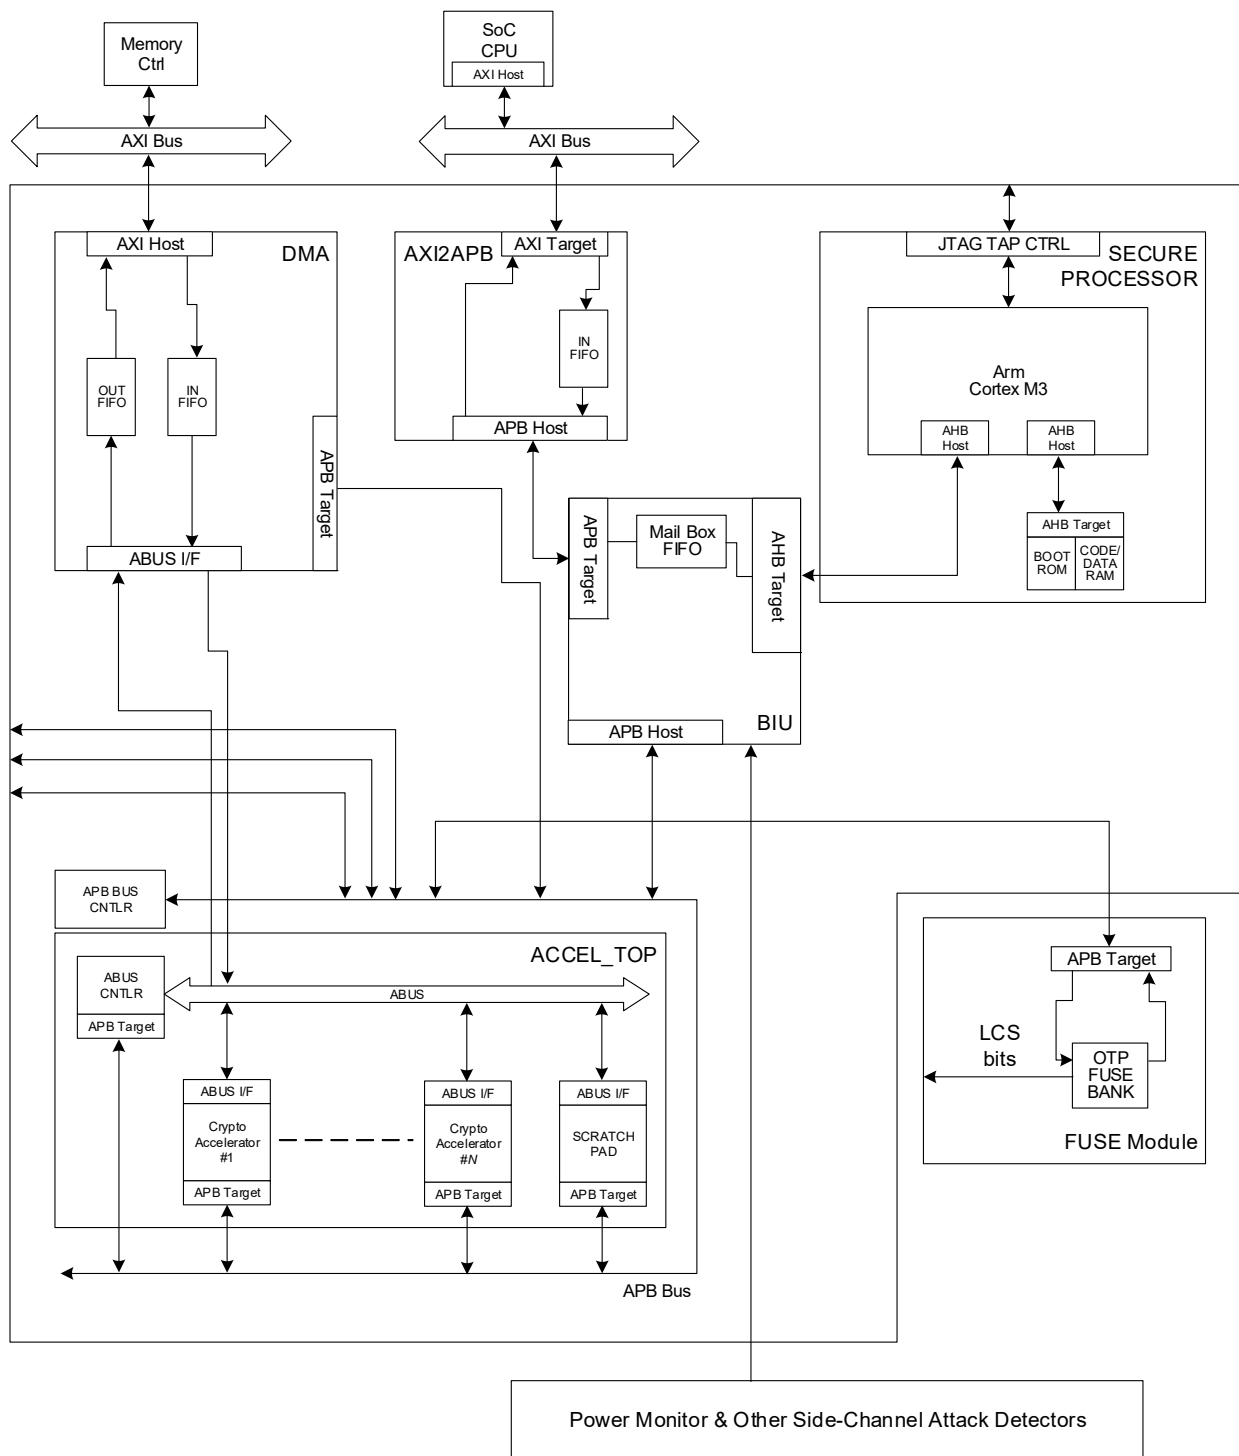 Memory
Ctrl
SoC
CPU
AXI Host
AXI Bus
AXI Bus
AXI Host
DMA
OUT
FIFO
IN
FIFO
APB Target
ABUS I/F
AXI2APB
AXI Target
IN
FIFO
APB Host
JTAG TAP CTRL
SECURE
PROCESSOR
Arm
Cortex M3
AHB
Host
AHB
Host
AHB Target
BOOT
ROM
CODE/
DATA
RAM
APB Target
Mail Box
FIFO
AHB Target
APB Host
BIU
APB BUS
CNTLR
ACCEL_TOP
ABUS
CNTLR
APB Target
ABUS
ABUS I/F
Crypto
Accelerator
#1
APB Target
ABUS I/F
Crypto
Accelerator
#N
APB Target
ABUS I/F
SCRATCH
PAD
APB Target
APB Bus
APB Target
LCS
bits
OTP
FUSE
BANK
FUSE Module
Power Monitor & Other Side-Channel Attack Detectors